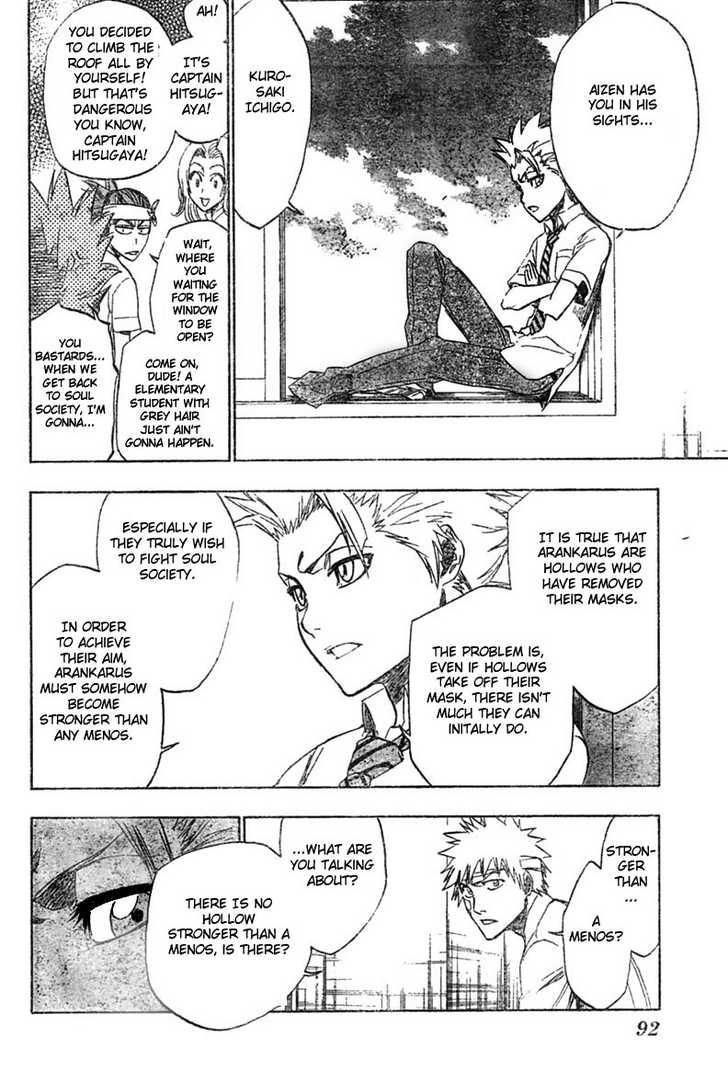 AIZEN HAS
YOU IN HIS
SIGHTS...
KURO-
SAKI
ICHIGO.
AH!
IT'S
CAPTAIN
HITSUG-
AYA!
YOU DECIDED
TO CLIMB THE
ROOF ALL BY
YOURSELF!
BUT THAT'S
DANGEROUS
YOU KNOW,
CAPTAIN
HITSUGAYA!
WAIT,
WHERE
YOU
WAITING
FOR THE
WINDOW
TO BE
OPEN?
COME ON,
DUDE! A
ELEMENTARY
STUDENT WITH
GREY HAIR
JUST AIN'T
GONNA HAPPEN.
YOU
BASTARDS...
WHEN WE
GET BACK
TO SOUL
SOCIETY, I'M
GONNA...
IT IS TRUE THAT
ARANKARUS ARE
HOLLOWS WHO
HAVE REMOVED
THEIR MASKS.
THE PROBLEM IS,
EVEN IF HOLLOWS
TAKE OFF THEIR
MASK, THERE ISN'T
MUCH THEY CAN
INITALLY DO.
ESPECIALLY IF
THEY TRULY WISH
TO FIGHT SOUL
SOCIETY.
IN ORDER
TO ACHIEVE
THEIR AIM,
ARANKARUS
MUST SOMEHOW
BECOME
STRONGER THAN
ANY MENOS.
STRON-
GER
THAN
...
A
MENOS?
...WHAT ARE
YOU TALKING
ABOUT?
THERE IS NO
HOLLOW
STRONGER THAN A
MENOS, IS THERE?
92